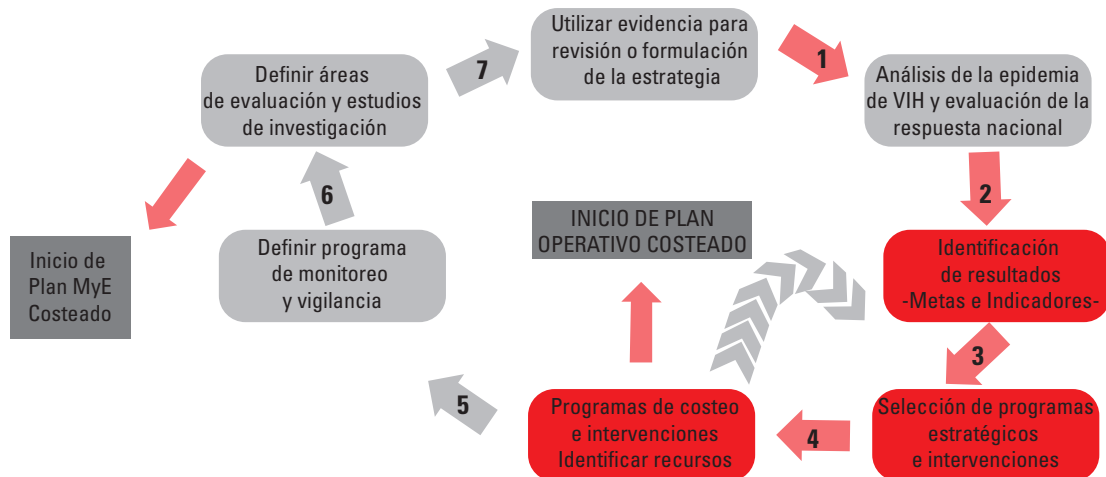 Utilizar evidencia para
revisión o formulación
de la estrategia
1
Análisis de la epidemia
de VIH y evaluación de la
respuesta nacional
2
Identificación
de resultados
-Metas e Indicadores-
3
Selección de programas
estratégicos
e intervenciones
4
Programas de costeo
e intervenciones
Identificar recursos
INICIO DE PLAN
OPERATIVO COSTEADO
5
Definir programa
de monitoreo
y vigilancia
6
Definir áreas
de evaluación y estudios
de investigación
7
Inicio de
Plan MyE
Costeado